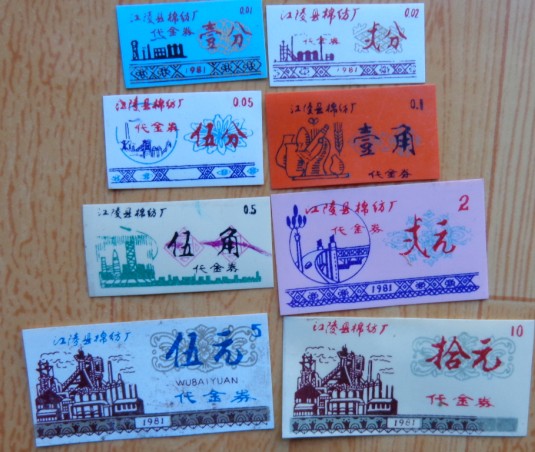 江陵县棉纺厂 0.01
代金券
壹分
1981
江陵县棉纺厂 0.02
代金券
弍分
1981
江陵县棉纺厂 0.05
代金券
伍分
江陵县棉纺厂 0.1
壹角
代金券
江陵县棉纺厂 0.5
伍角
代金券
江陵县棉纺厂 2
代金券
弍元
1981
江陵县棉纺厂 5
伍元
WUBAIYUAN
代金券
1981
江陵县棉纺厂 10
拾元
代金券
1981